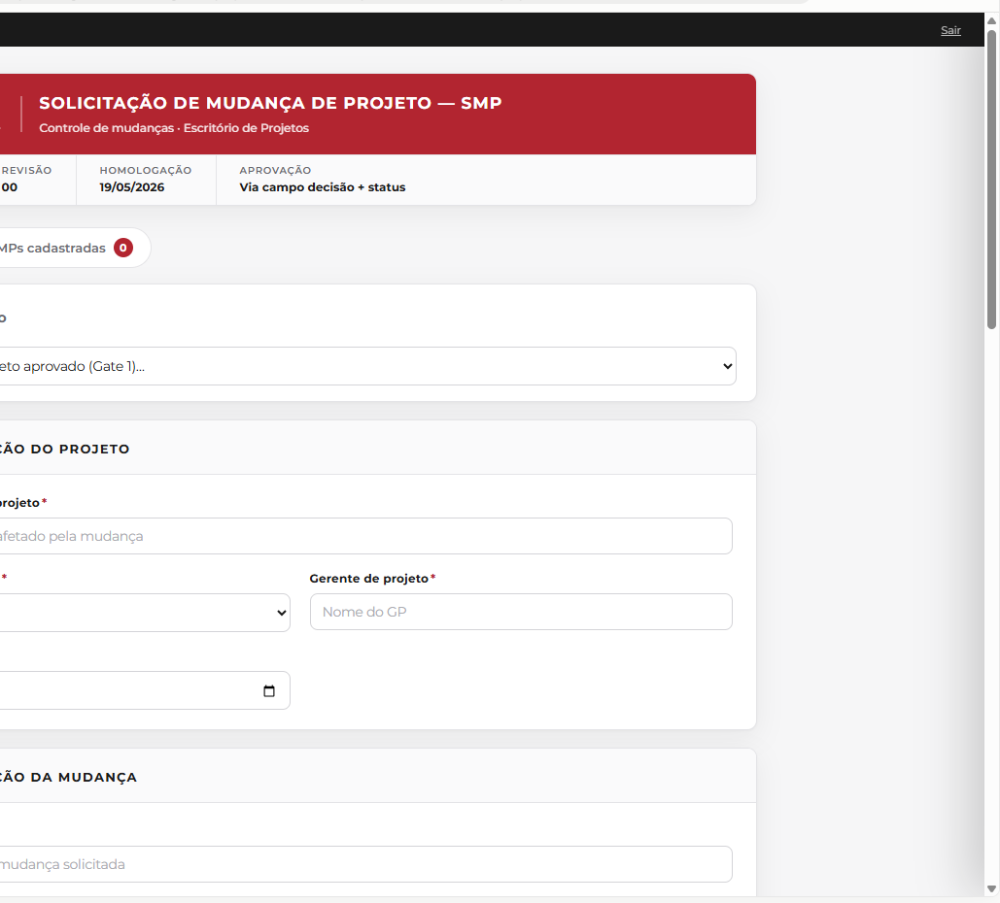 Sair
SOLICITAÇÃO DE MUDANÇA DE PROJETO — SMP
Controle de mudanças · Escritório de Projetos
REVISÃO
00
HOMOLOGAÇÃO
19/05/2026
APROVAÇÃO
Via campo decisão + status
MPs cadastradas 0
o
eto aprovado (Gate 1)...
ÇÃO DO PROJETO
projeto *
afetado pela mudança
*
Gerente de projeto *
Nome do GP
ÇÃO DA MUDANÇA
mudança solicitada